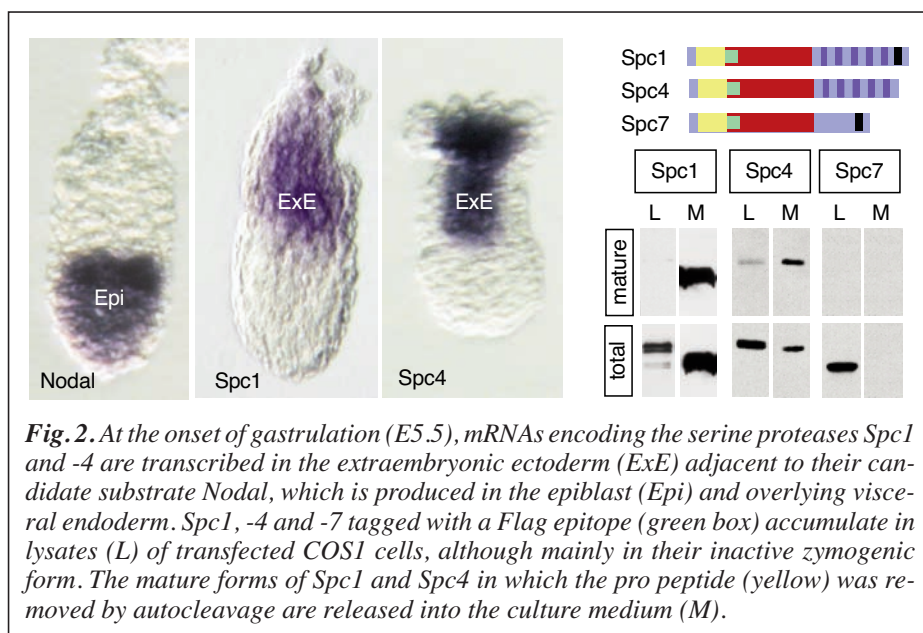 Epi
Nodal
ExE
Spc1
ExE
Spc4
Spc1
Spc4
Spc7
Spc1 Spc4 Spc7
L M L M L M
mature
total
Fig. 2. At the onset of gastrulation (E5.5), mRNAs encoding the serine proteases Spc1
and -4 are transcribed in the extraembryonic ectoderm (ExE) adjacent to their can-
didate substrate Nodal, which is produced in the epiblast (Epi) and overlying visce-
ral endoderm. Spc1, -4 and -7 tagged with a Flag epitope (green box) accumulate in
lysates (L) of transfected COS1 cells, although mainly in their inactive zymogenic
form. The mature forms of Spc1 and Spc4 in which the pro peptide (yellow) was re-
moved by autocleavage are released into the culture medium (M).